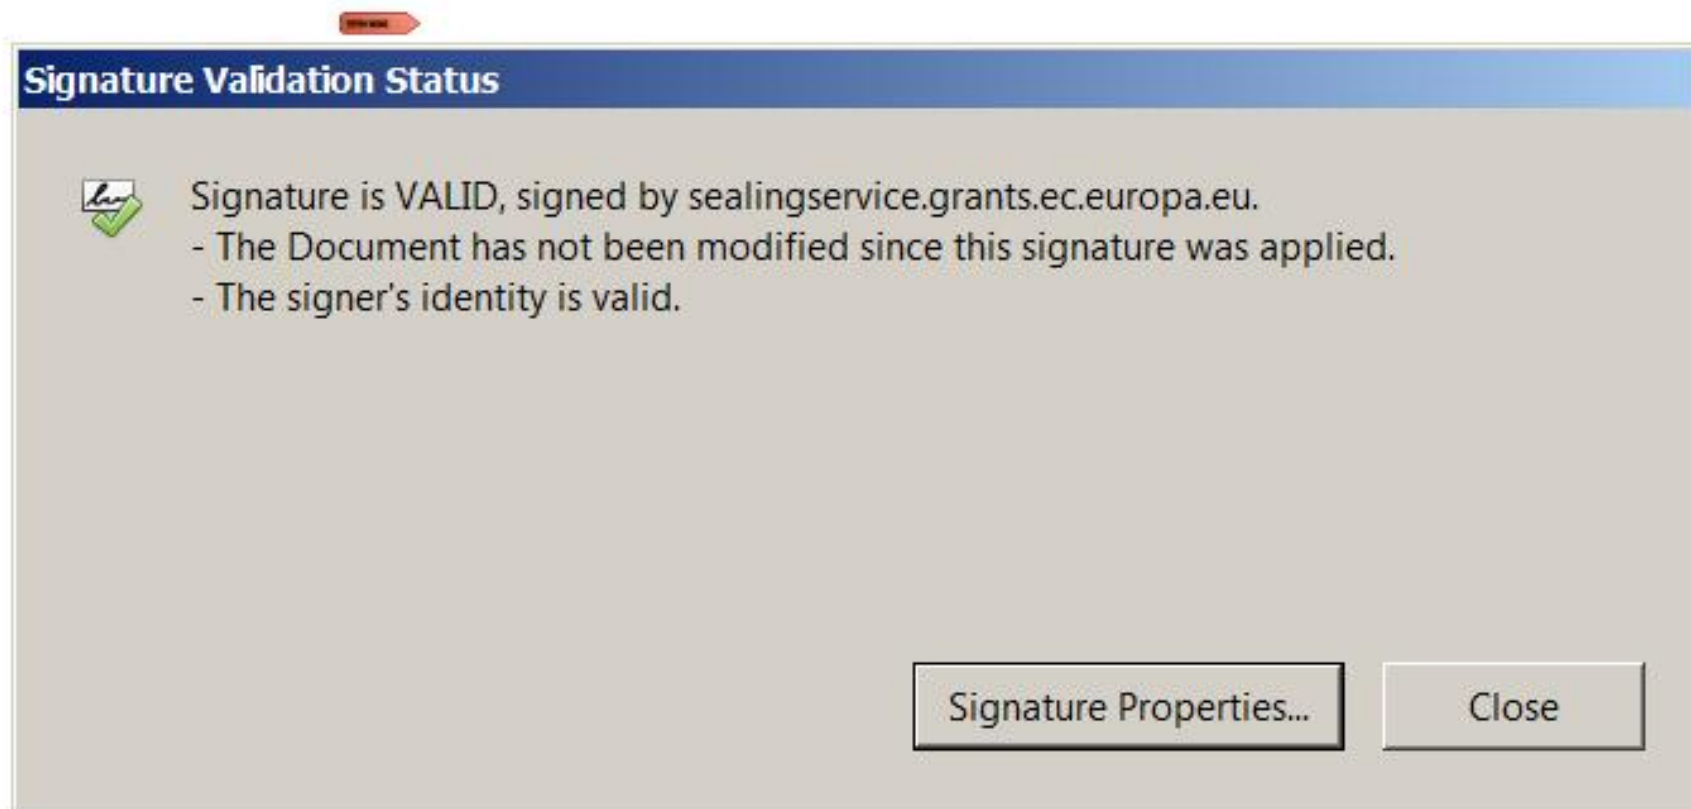 Signature Validation Status
Signature is VALID, signed by sealingservice.grants.ec.europa.eu.
- The Document has not been modified since this signature was applied.
- The signer's identity is valid.
Signature Properties...
Close